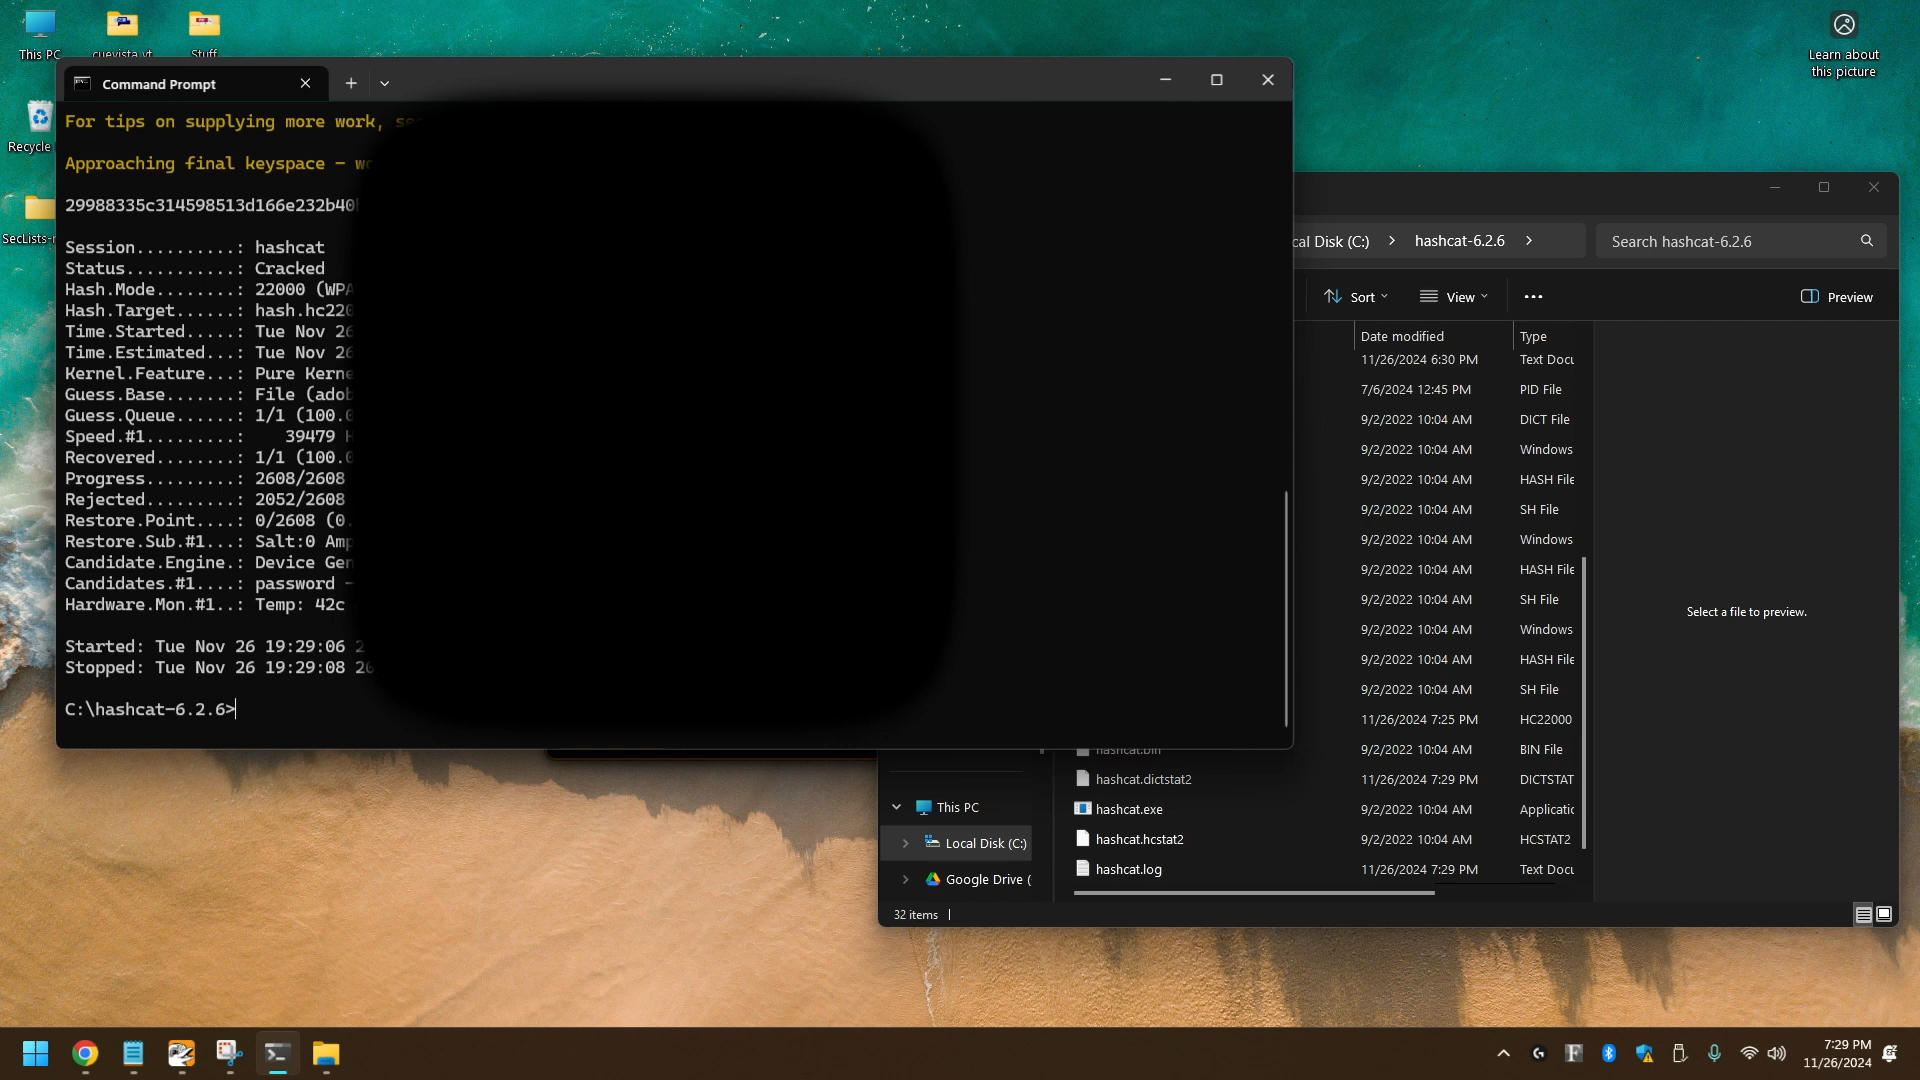 This PC
cuevista yt
Stuff
Learn about
this picture
Command Prompt
For tips on supplying more work,
Recycle
Approaching final keyspace -
29988335c314598513d166e232b40
Session..........: hashcat
Status...........: Cracked
Hash.Mode........: 22000 (WPA
Hash.Target......: hash.hc220
Time.Started.....: Tue Nov 26
Time.Estimated...: Tue Nov 26
Kernel.Feature...: Pure Kerne
Guess.Base.......: File (adob
Guess.Queue......: 1/1 (100.0
Speed.#1.........: 39479
Recovered........: 1/1 (100.0
Progress.........: 2608/2608
Rejected.........: 2052/2608
Restore.Point....: 0/2608 (0.
Restore.Sub.#1...: Salt:0 Amp
Candidate.Engine.: Device Gen
Candidates.#1....: password -
Hardware.Mon.#1..: Temp: 42c
Started: Tue Nov 26 19:29:06 2
Stopped: Tue Nov 26 19:29:08 20
C:\hashcat-6.2.6>
cal Disk (C:) > hashcat-6.2.6 >
Search hashcat-6.2.6
Sort
View
Preview
Date modified Type
11/26/2024 6:30 PM Text Docu
7/6/2024 12:45 PM PID File
9/2/2022 10:04 AM DICT File
9/2/2022 10:04 AM Windows
9/2/2022 10:04 AM HASH File
9/2/2022 10:04 AM SH File
9/2/2022 10:04 AM Windows
9/2/2022 10:04 AM HASH File
9/2/2022 10:04 AM SH File
9/2/2022 10:04 AM Windows
9/2/2022 10:04 AM HASH File
9/2/2022 10:04 AM SH File
11/26/2024 7:25 PM HC22000
hashcat.bin 9/2/2022 10:04 AM BIN File
hashcat.dictstat2 11/26/2024 7:29 PM DICTSTAT
hashcat.exe 9/2/2022 10:04 AM Applicatio
hashcat.hcstat2 9/2/2022 10:04 AM HCSTAT2
hashcat.log 11/26/2024 7:29 PM Text Docu
Select a file to preview.
This PC
Local Disk (C:)
Google Drive (
32 items
SecLists-
7:29 PM
11/26/2024